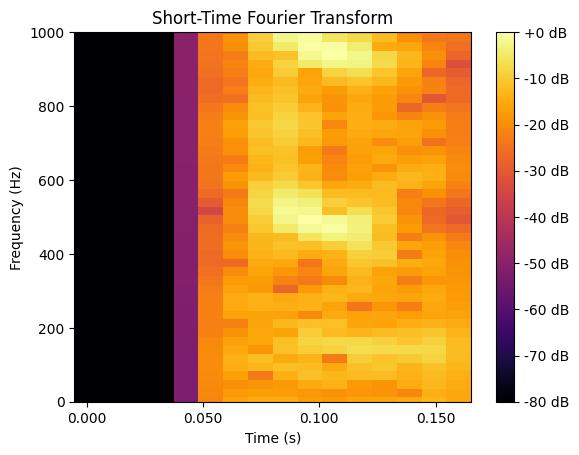 Short-Time Fourier Transform
1000
800
600
400
200
0
Frequency (Hz)
0.000
0.050
0.100
0.150
Time (s)
+0 dB
-10 dB
-20 dB
-30 dB
-40 dB
-50 dB
-60 dB
-70 dB
-80 dB